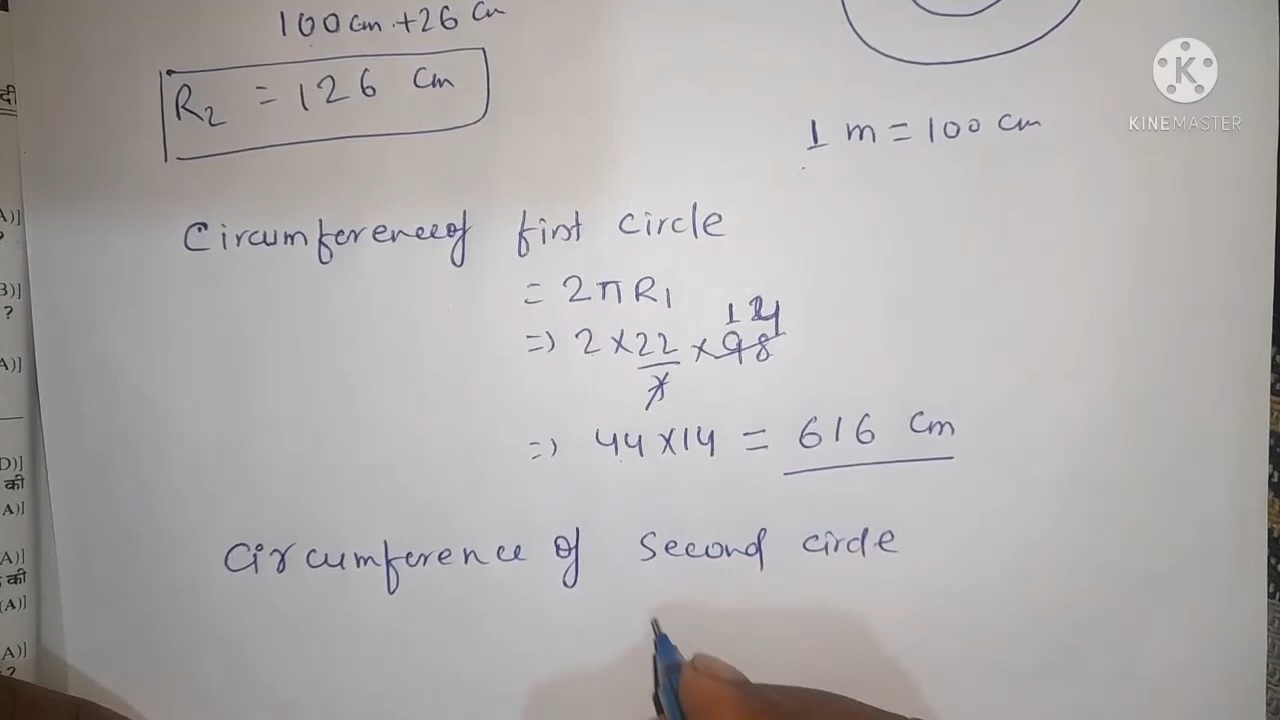 100 cm + 26 cm
R2 = 126 cm
KINEMASTER
1 m = 100 cm
दी
A)]
?
Circumference of first circle
B)]
?
= 2πR1
14
=) 2 × 22/7 × 98
A)]
=) 44 × 14 = 616 cm
D)]
की
A)]
Circumference of second circle
A)]
की
(A)]
A)]
?